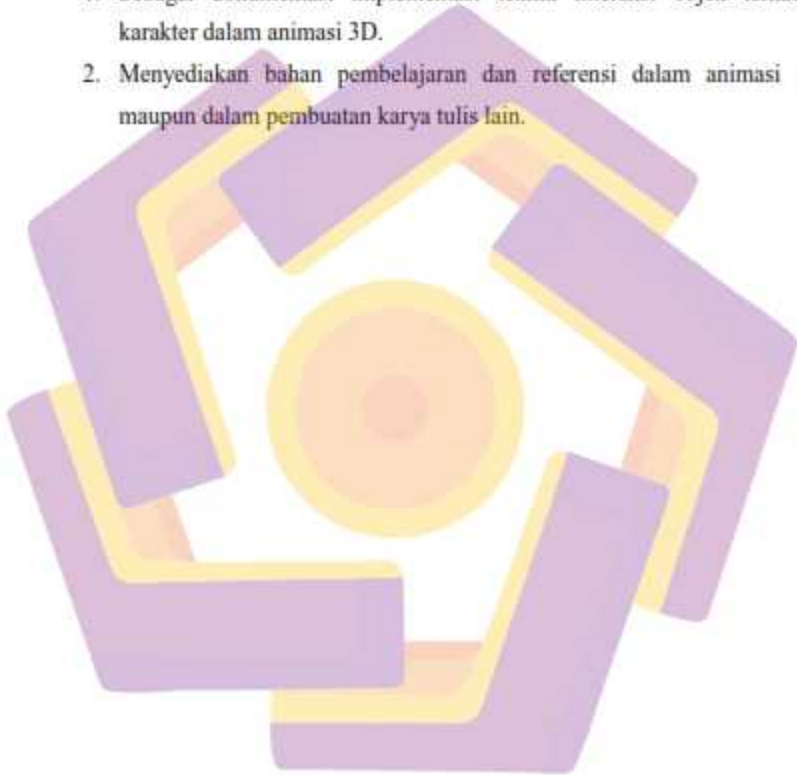 karakter dalam animasi 3D.
2. Menyediakan bahan pembelajaran dan referensi dalam animasi
maupun dalam pembuatan karya tulis lain.